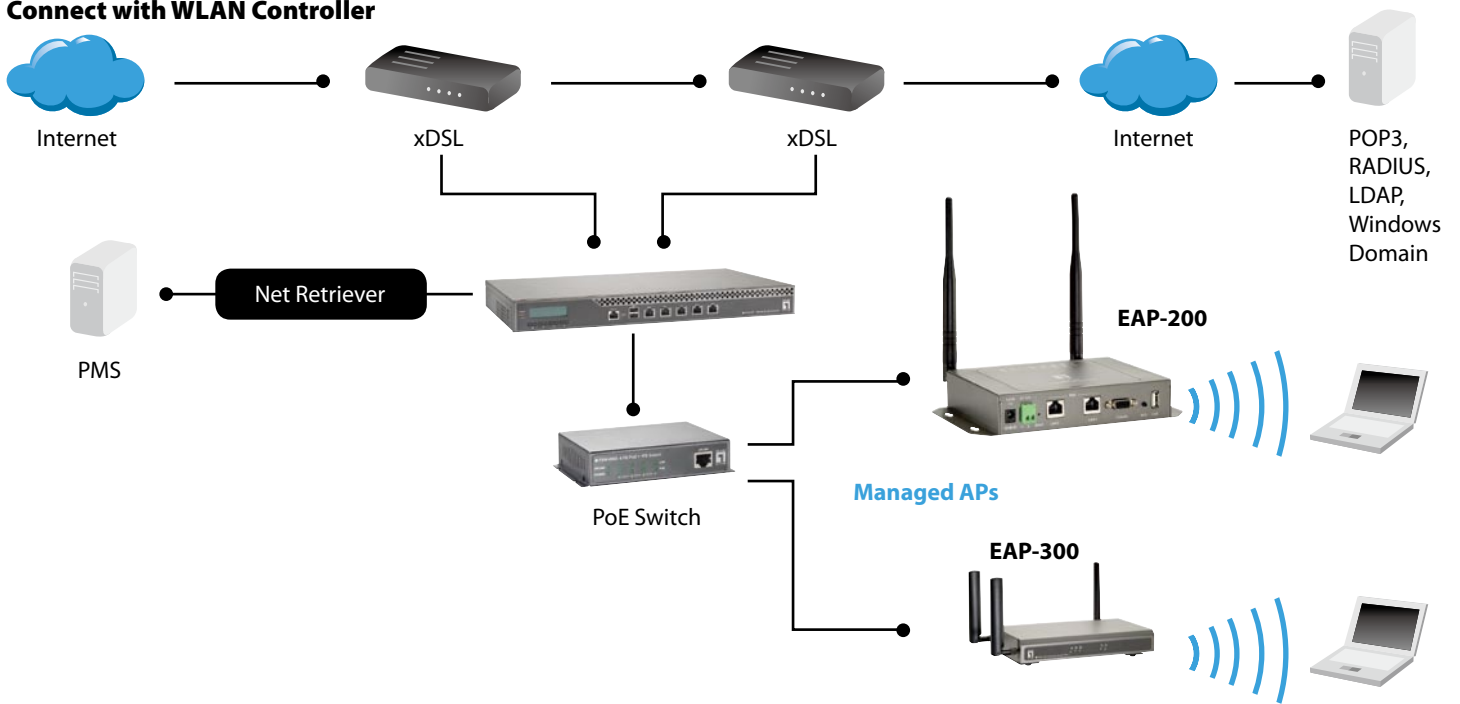 Connect with WLAN Controller
Internet
xDSL
xDSL
Internet
POP3,
RADIUS,
LDAP,
Windows
Domain
Net Retriever
PMS
EAP-200
PoE Switch
Managed APs
EAP-300